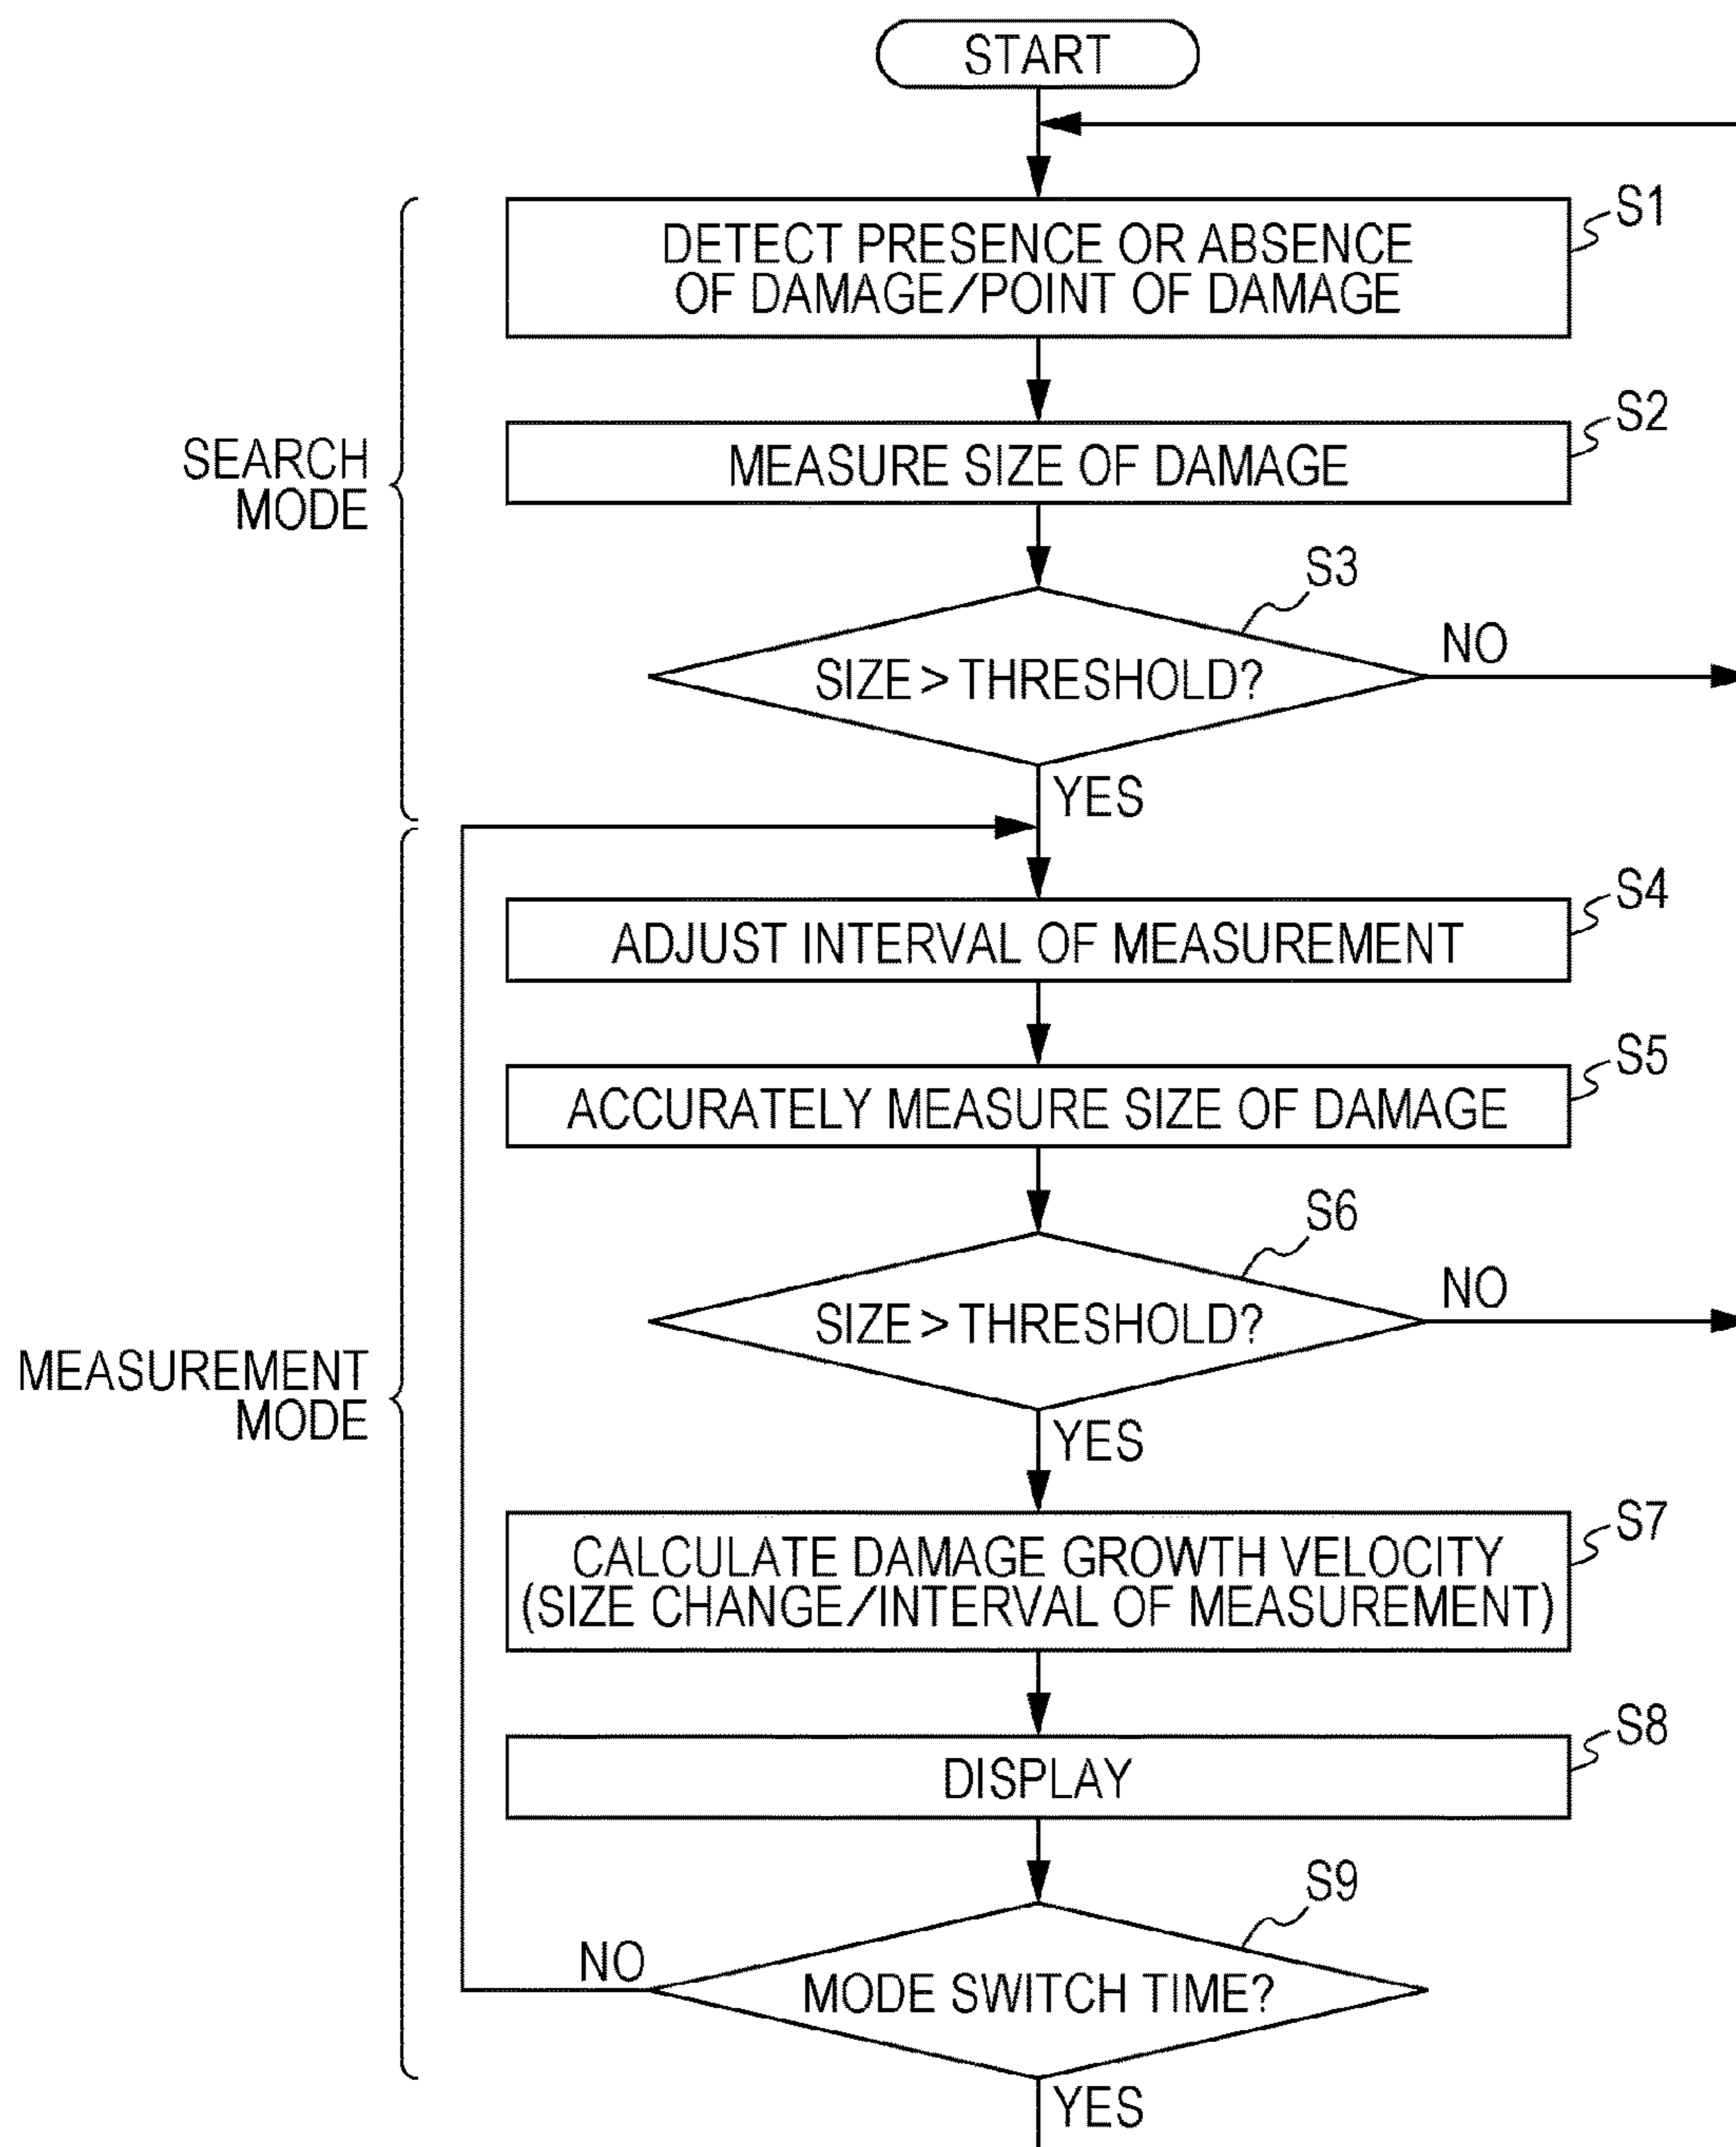 START
S1
DETECT PRESENCE OR ABSENCE
OF DAMAGE/POINT OF DAMAGE
S2
MEASURE SIZE OF DAMAGE
SEARCH
MODE
S3
SIZE > THRESHOLD?
NO
YES
S4
ADJUST INTERVAL OF MEASUREMENT
S5
ACCURATELY MEASURE SIZE OF DAMAGE
S6
SIZE > THRESHOLD?
NO
MEASUREMENT
MODE
YES
S7
CALCULATE DAMAGE GROWTH VELOCITY
(SIZE CHANGE/INTERVAL OF MEASUREMENT)
S8
DISPLAY
S9
NO
MODE SWITCH TIME?
YES